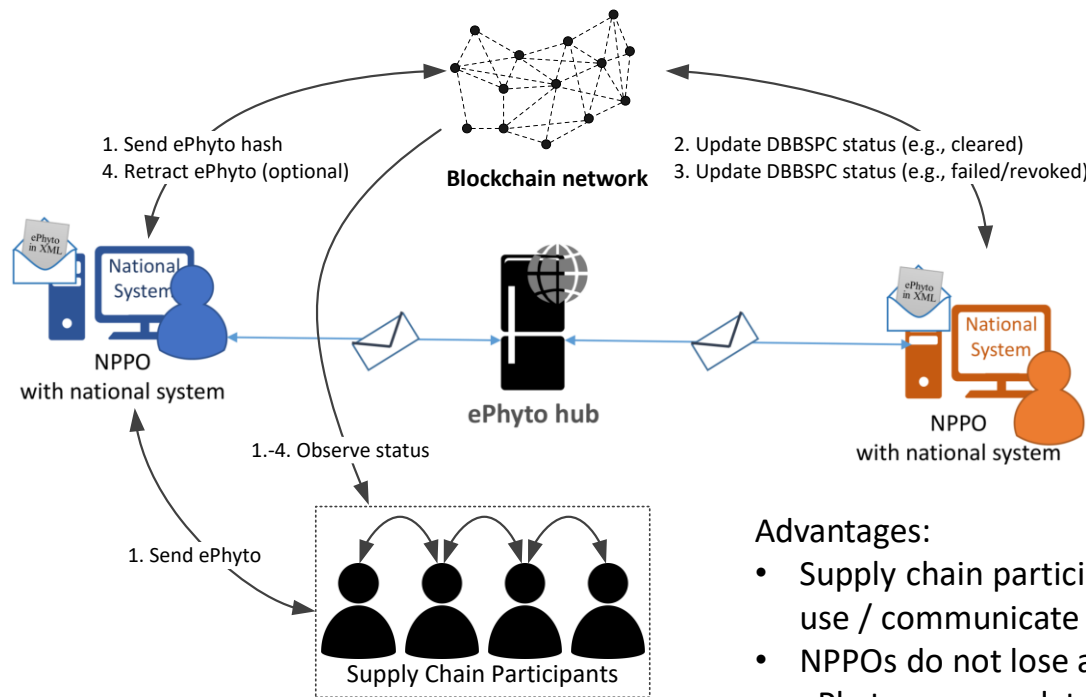 1. Send ePhyto hash
4. Retract ePhyto (optional)
Blockchain network
2. Update DBBSPC status (e.g., cleared)
3. Update DBBSPC status (e.g., failed/revoked)
ePhyto
in XML
National
System
NPPO
with national system
ePhyto hub
ePhyto
in XML
National
System
NPPO
with national system
1.-4. Observe status
1. Send ePhyto
Supply Chain Participants
Advantages:
• Supply chain partici
use / communicate
• NPPOs do not lose a